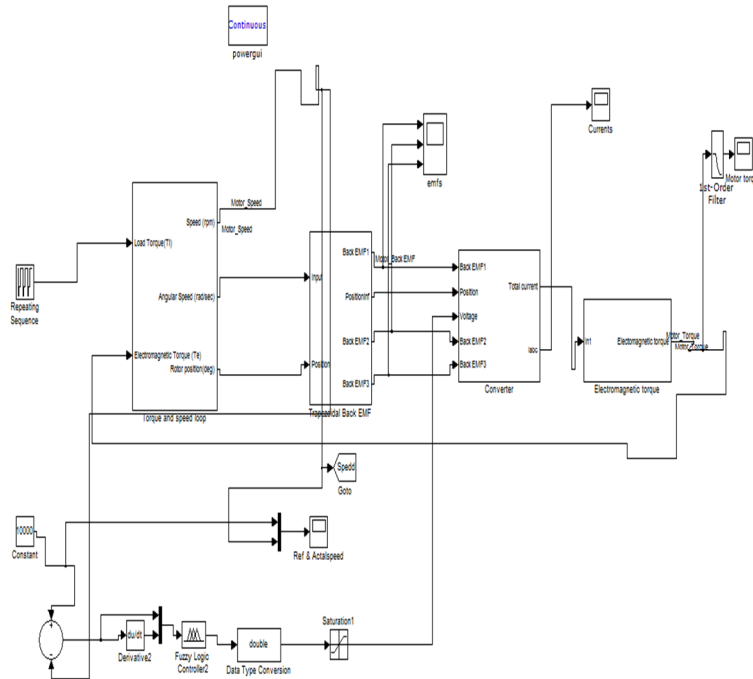 Continuous
powergui
Currents
emfs
1st-Order
Filter
Motor torq
Motor_Speed
Speed (rpm)
Motor_Speed
Load Torque(Tl)
Angular Speed (rad/sec)
Electromagnetic Torque (Te)
Rotor position(deg)
Torque and speed loop
Repeating
Sequence
Input
Position
Back EMF1
Motor_Back EMF
PositionInf
Back EMF2
Back EMF3
Trapezoidal Back EMF
Back EMF1
Position
Voltage
Back EMF2
Back EMF3
Total current
Iabc
Converter
In1
Electromagnetic torque
Motor_Torque
Motor_Torque
Electromagnetic torque
Spedd
Goto
10000
Constant
Ref & Actalspeed
+
-
du/dt
Derivative2
Fuzzy Logic
Controller2
double
Data Type Conversion
Saturation1